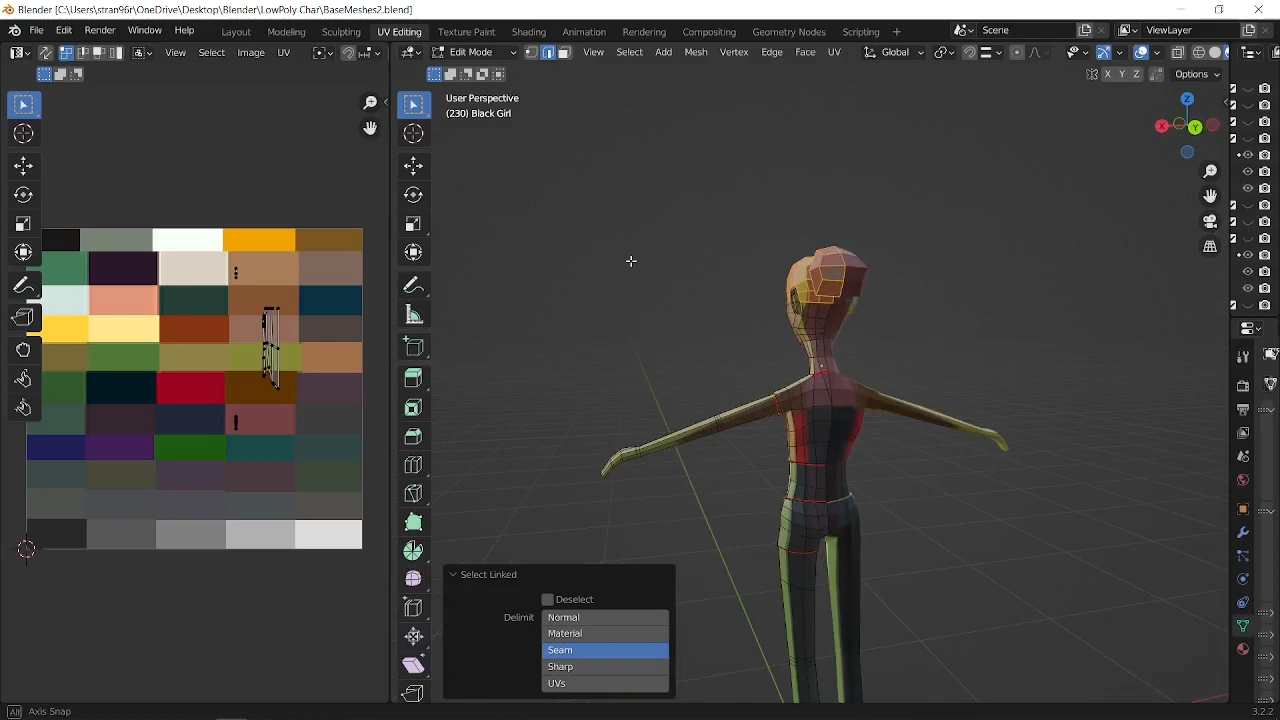 Blender [C:\Users\stran96r\OneDrive\Desktop\Blender\LowPoly Char\BaseMeshes2.blend]
File Edit Render Window Help Layout Modeling Sculpting UV Editing Texture Paint Shading Animation Rendering Compositing Geometry Nodes Scripting + Scene ViewLayer
View Select Image UV Edit Mode View Select Add Mesh Vertex Edge Face UV Global
X Y Z Options
User Perspective
(230) Black Girl
Z
X Y
Select Linked
Deselect
Delimit Normal
Material
Seam
Sharp
UVs
Alt Axis Snap 3.2.2